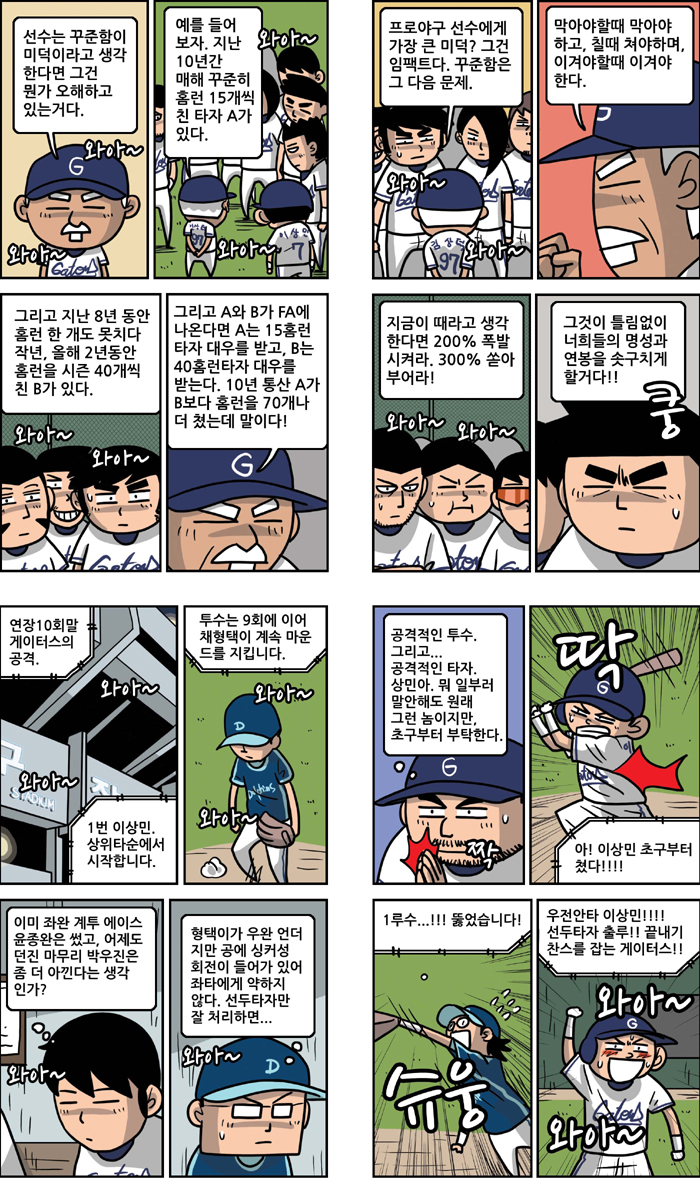 선수는 꾸준함이
미덕이라고 생각
한다면 그건
뭔가 오해하고
있는거다.
와아~
G
와아~
Gators
예를 들어
보자. 지난
10년간
매해 꾸준히
홈런 15개씩
친 타자 A가
있다.
와아~
97
이상민
7
와아~
그리고 지난 8년 동안
홈런 한 개도 못치다
작년, 올해 2년동안
홈런을 시즌 40개씩
친 B가 있다.
와아~
와아~
Gators
그리고 A와 B가 FA에
나온다면 A는 15홈런
타자 대우를 받고, B는
40홈런타자 대우를
받는다. 10년 통산 A가
B보다 홈런을 70개나
더 쳤는데 말이다!
G
프로야구 선수에게
가장 큰 미덕? 그건
임팩트다. 꾸준함은
그 다음 문제.
와아~
김상덕
97
와아~
막아야할때 막아야
하고, 칠때 쳐야하며,
이겨야할때 이겨야
한다.
G
지금이 때라고 생각
한다면 200% 폭발
시켜라. 300% 쏟아
부어라!
와아~
와아~
Gators
그것이 틀림없이
너희들의 명성과
연봉을 솟구치게
할거다!!
쿵
Gators
연장10회말
게이터스의
공격.
와아~
와아~
구
STADIUM
1번 이상민.
상위타순에서
시작합니다.
투수는 9회에 이어
채형택이 계속 마운
드를 지킵니다.
와아~
D
와아~
이미 좌완 계투 에이스
윤종완은 썼고, 어제도
던진 마무리 박우진은
좀 더 아낀다는 생각
인가?
와아~
형택이가 우완 언더
지만 공에 싱커성
회전이 들어가 있어
좌타에게 약하지
않다. 선두타자만
잘 처리하면...
와아~
D
공격적인 투수.
그리고...
공격적인 타자.
상민아. 뭐 일부러
말안해도 원래
그런 놈이지만,
초구부터 부탁한다.
G
짝
딱
G
아! 이상민 초구부터
쳤다!!!!
1루수...!!! 뚫었습니다!
슈웅
우전안타 이상민!!!!
선두타자 출루!! 끝내기
찬스를 잡는 게이터스!!
와아~
G
Gators
와아~